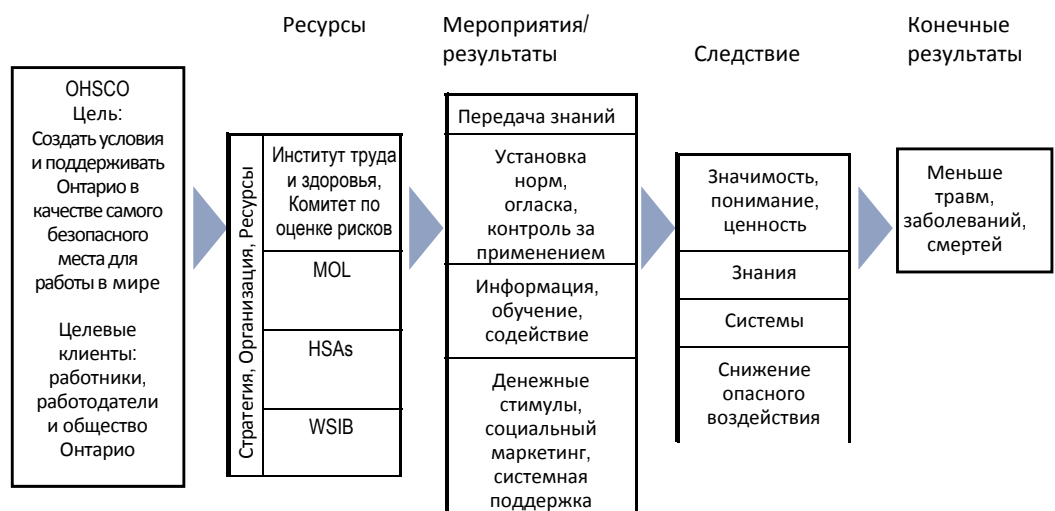 Ресурсы
Мероприятия/
результаты
Следствие
Конечные
результаты
OHSCO
Цель:
Создать условия
и поддерживать
Онтарио в
качестве самого
безопасного
места для
работы в мире
Целевые
клиенты:
работники,
работодатели
и общество
Онтарио
Стратегия, Организация, Ресурсы
Институт труда
и здоровья,
Комитет по
оценке рисков
MOL
HSAs
WSIB
Передача знаний
Установка
норм,
огласка,
контроль за
применением
Информация,
обучение,
содействие
Денежные
стимулы,
социальный
маркетинг,
системная
поддержка
Значимость,
понимание,
ценность
Знания
Системы
Снижение
опасного
воздействия
Меньше
травм,
заболеваний,
смертей